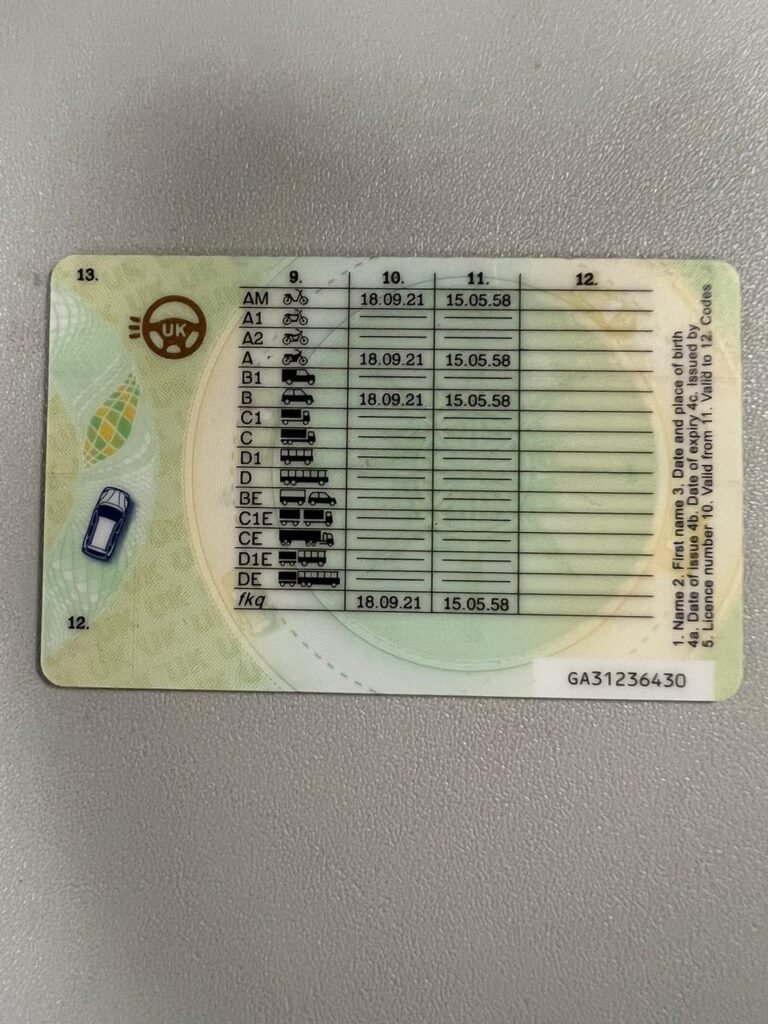 13. 9. 10. 11. 12.
UK
AM 18.09.21 15.05.58
A1
A2
A 18.09.21 15.05.58
B1
B 18.09.21 15.05.58
C1
C
D1
D
BE
C1E
CE
D1E
DE
fkq 18.09.21 15.05.58
12.
1. Name 2. First name 3. Date and place of birth
4a. Date of issue 4b. Date of expiry 4c. Issued by
5. Licence number 10. Valid from 11. Valid to 12. Codes
GA31236430